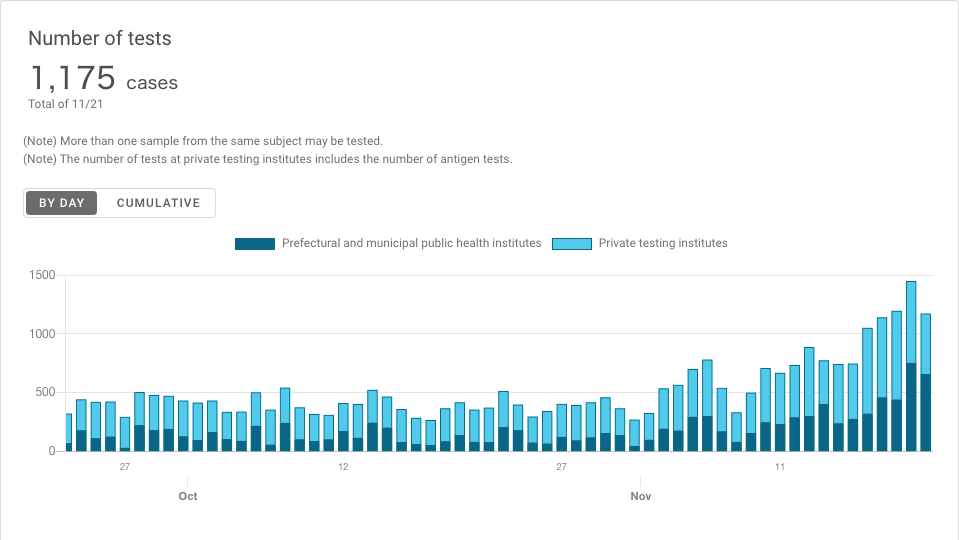 Number of tests
1,175 cases
Total of 11/21
(Note) More than one sample from the same subject may be tested.
(Note) The number of tests at private testing institutes includes the number of antigen tests.
BY DAY CUMULATIVE
Prefectural and municipal public health institutes Private testing institutes
1500
1000
500
0
27 12 27 11
Oct Nov